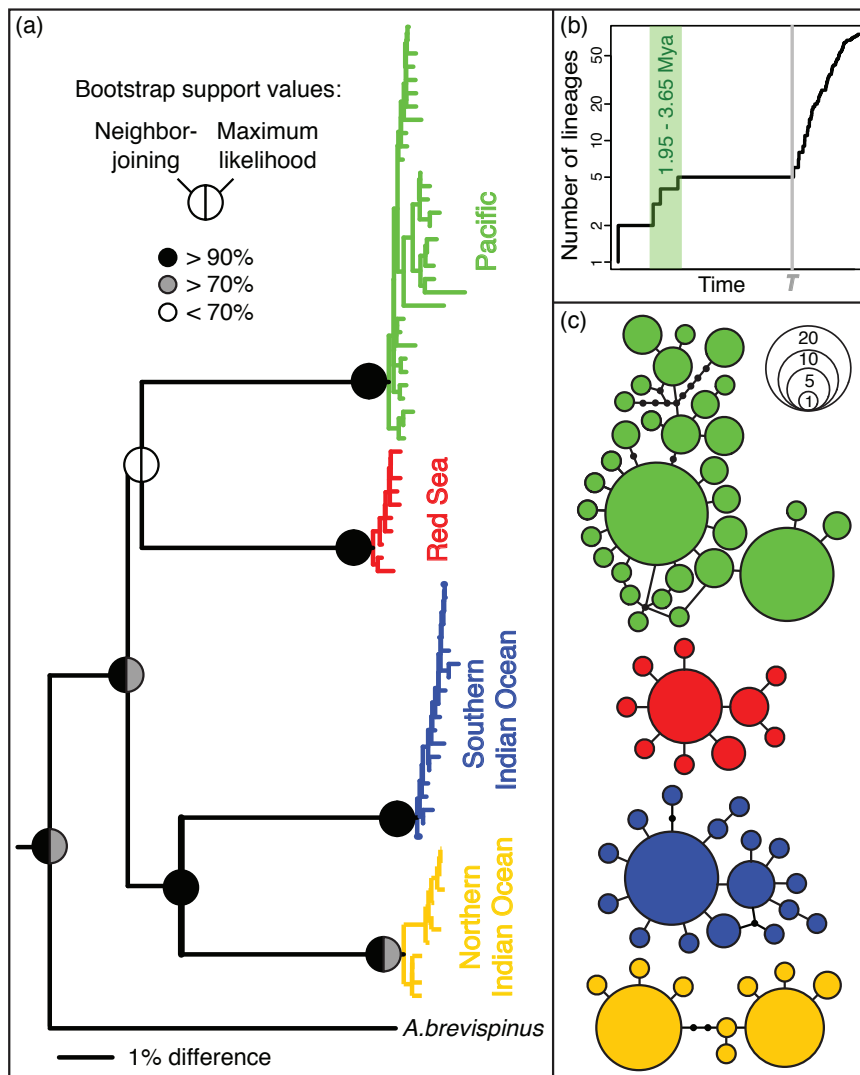 (a)
Bootstrap support values:
Neighbor-
joining
Maximum
likelihood
> 90%
> 70%
< 70%
Pacific
Red Sea
Southern
Indian Ocean
Northern
Indian Ocean
A.brevispinus
1% difference
(b)
Number of lineages
50
20
10
5
2
1
1.95 - 3.65 Mya
Time
T
(c)
20
10
5
1